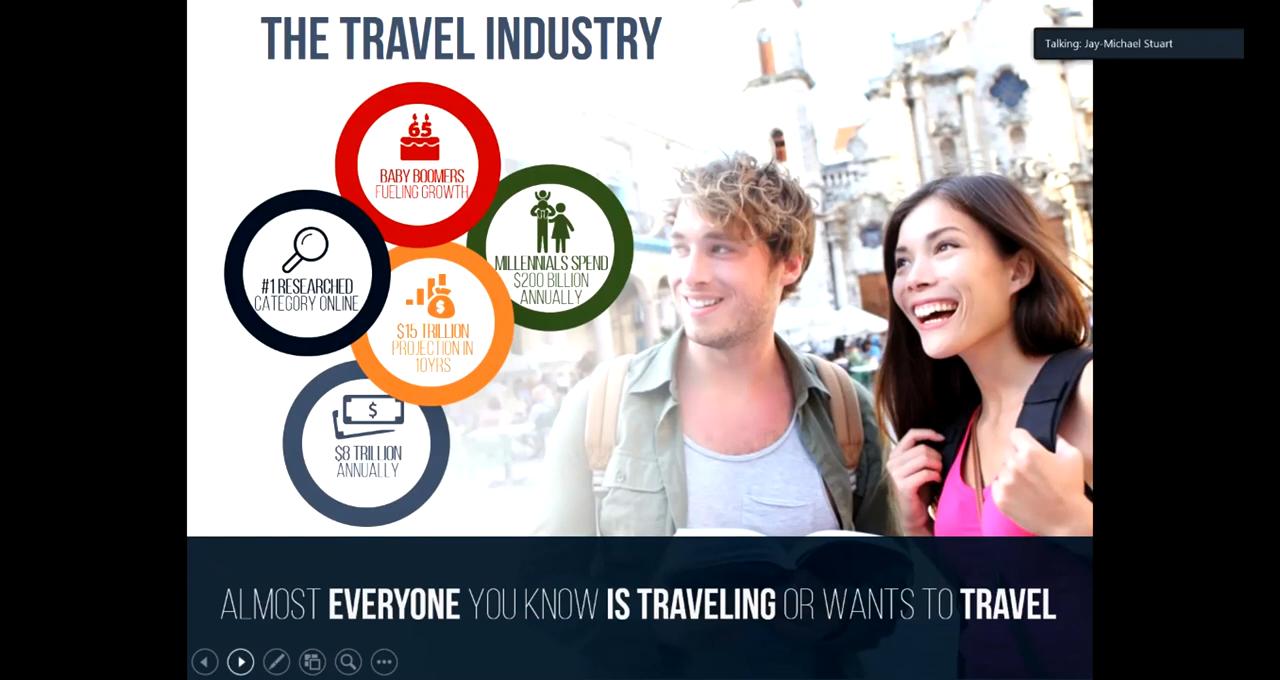 THE TRAVEL INDUSTRY
Talking: Jay-Michael Stuart
65
BABY BOOMERS
FUELING GROWTH
MILLENNIALS SPEND
$200 BILLION
ANNUALLY
#1 RESEARCHED
CATEGORY ONLINE
$
$15 TRILLION
PROJECTION IN
10YRS
$
$8 TRILLION
ANNUALLY
ALMOST EVERYONE YOU KNOW IS TRAVELING OR WANTS TO TRAVEL